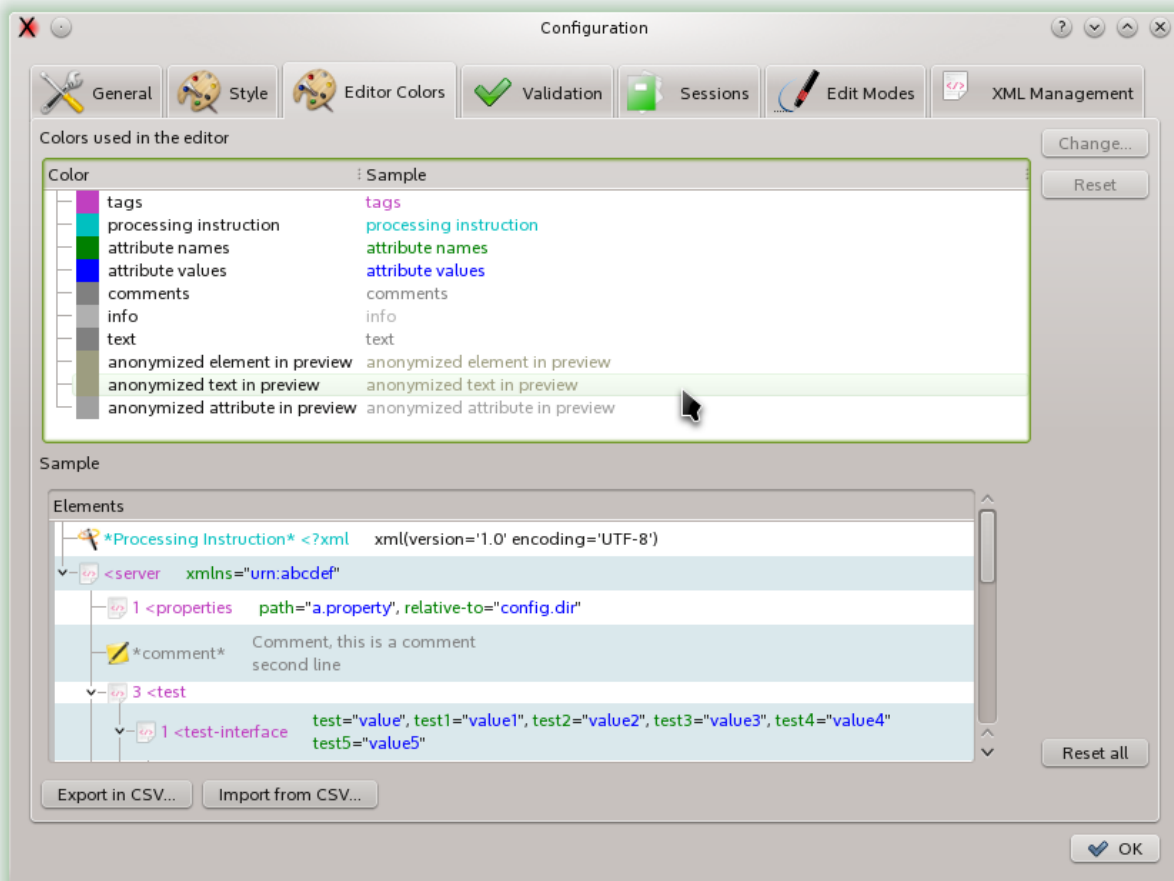 Configuration
General Style Editor Colors Validation Sessions Edit Modes XML Management
Colors used in the editor
Change...
Reset
Color Sample
tags tags
processing instruction processing instruction
attribute names attribute names
attribute values attribute values
comments comments
info info
text text
anonymized element in preview anonymized element in preview
anonymized text in preview anonymized text in preview
anonymized attribute in preview anonymized attribute in preview
Sample
Elements
*Processing Instruction* <?xml xml(version='1.0' encoding='UTF-8')
<server xmlns="urn:abcdef"
1 <properties path="a.property", relative-to="config.dir"
*comment* Comment, this is a comment
second line
3 <test
1 <test-interface test="value", test1="value1", test2="value2", test3="value3", test4="value4"
test5="value5"
Reset all
Export in CSV... Import from CSV...
OK